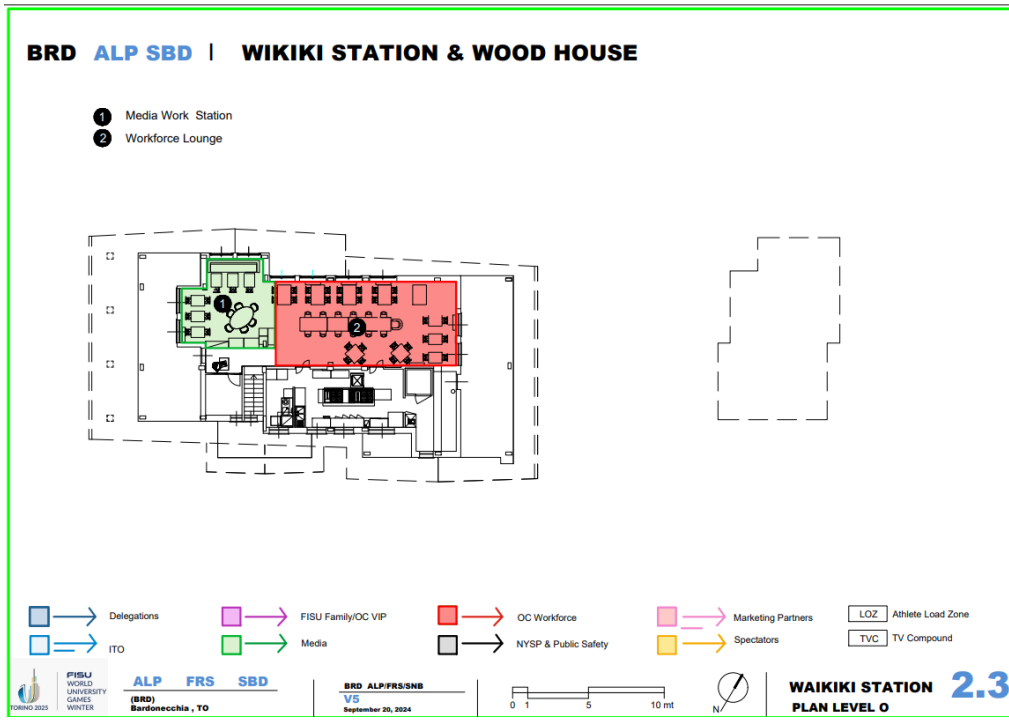 BRD ALP SBD | WIKIKI STATION & WOOD HOUSE
1 Media Work Station
2 Workforce Lounge
1
2
Delegations
FISU Family/OC VIP
OC Workforce
Marketing Partners
LOZ Athlete Load Zone
ITO
Media
NYSP & Public Safety
Spectators
TVC TV Compound
TORINO 2025
FISU
WORLD
UNIVERSITY
GAMES
WINTER
ALP FRS SBD
(BRD)
Bardonecchia , TO
BRD ALP/FRS/SNB
V5
September 20, 2024
0 1 5 10 mt
N
WAIKIKI STATION 2.3
PLAN LEVEL O